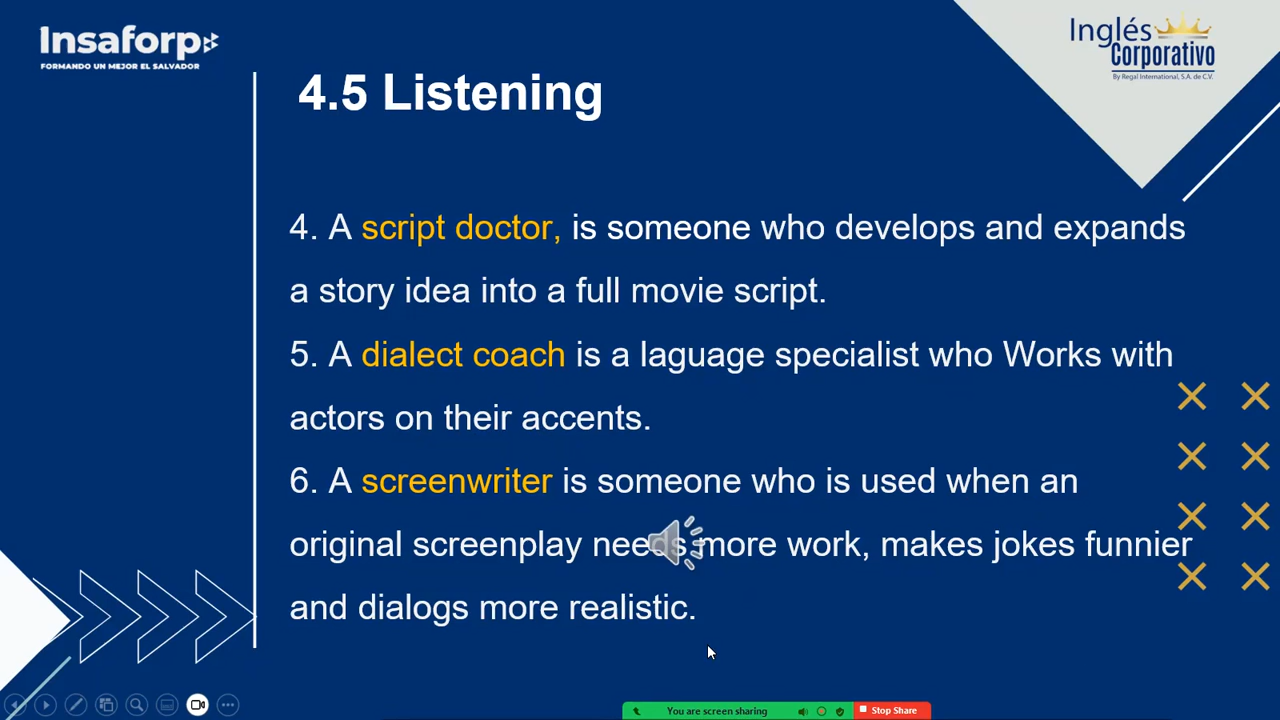 Insaforp
FORMANDO UN MEJOR EL SALVADOR
Inglés
Corporativo
By Regal International, S.A. de C.V.
4.5 Listening
4. A script doctor, is someone who develops and expands
a story idea into a full movie script.
5. A dialect coach is a laguage specialist who Works with
actors on their accents.
6. A screenwriter is someone who is used when an
original screenplay needs more work, makes jokes funnier
and dialogs more realistic.
You are screen sharing
Stop Share